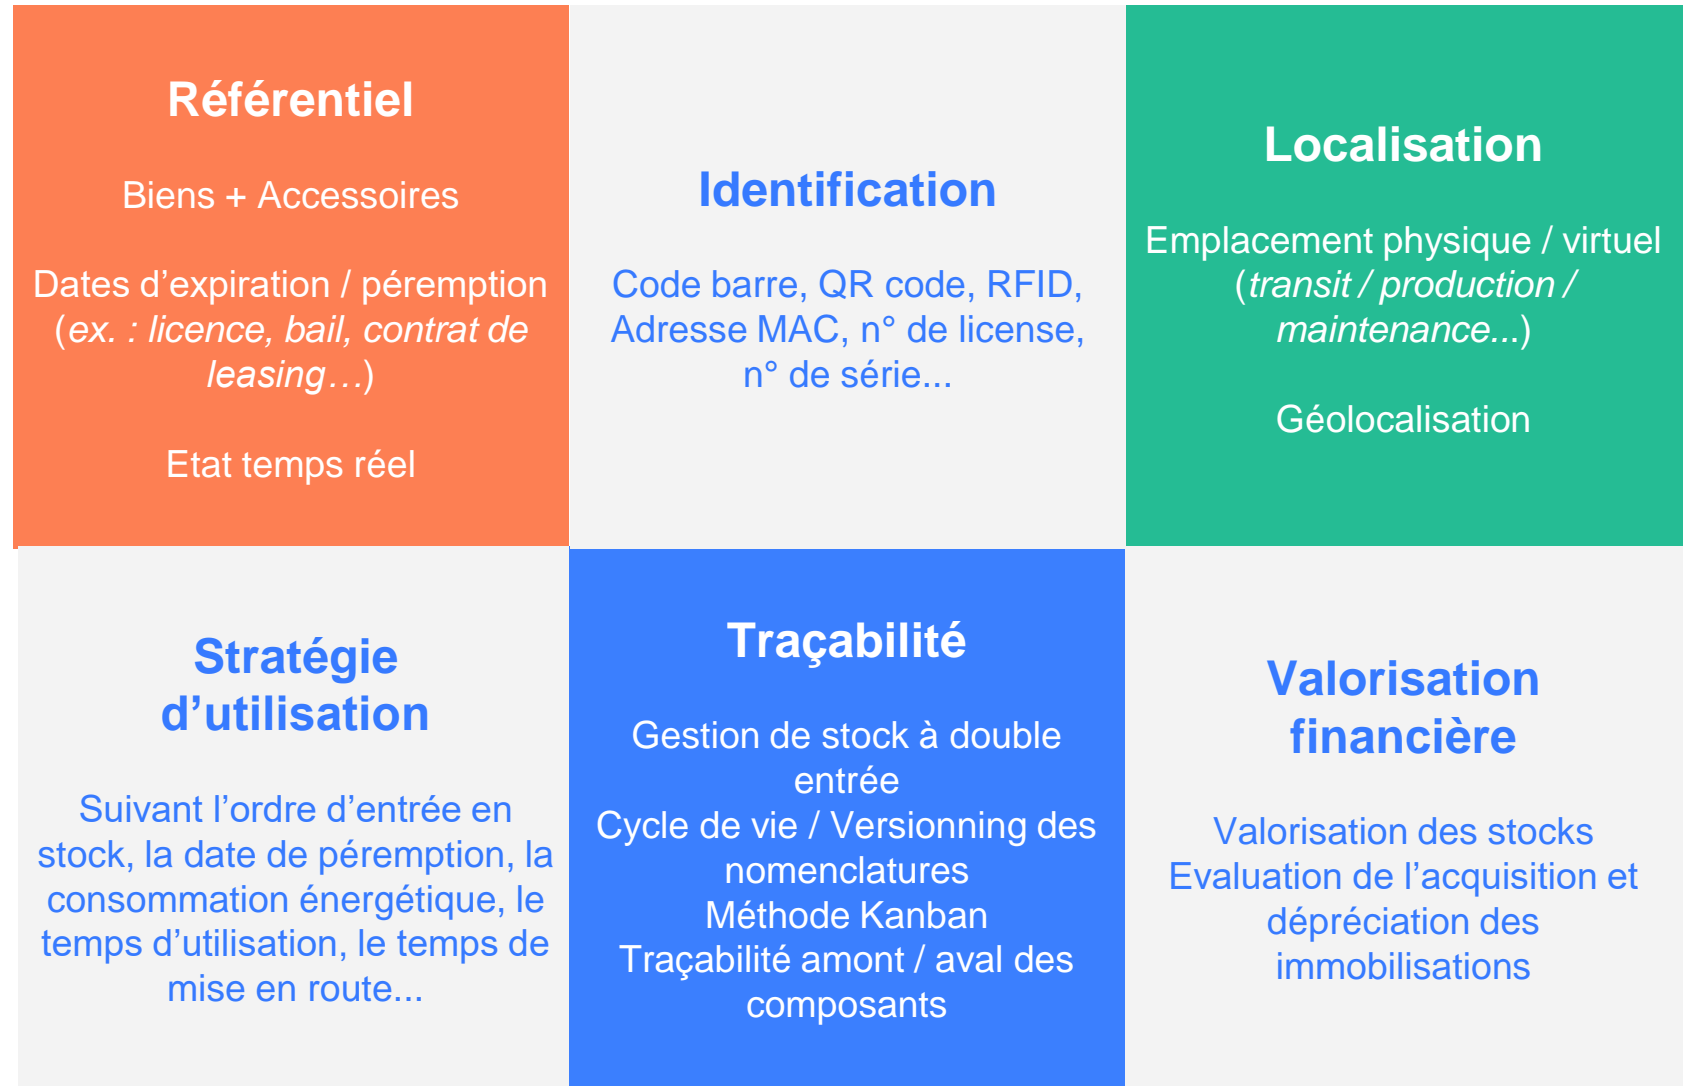 Référentiel
Biens + Accessoires
Dates d’expiration / péremption
(ex. : licence, bail, contrat de
leasing…)
Etat temps réel
Identification
Code barre, QR code, RFID,
Adresse MAC, n° de license,
n° de série...
Localisation
Emplacement physique / virtuel
(transit / production /
maintenance...)
Géolocalisation
Stratégie
d’utilisation
Suivant l’ordre d’entrée en
stock, la date de péremption, la
consommation énergétique, le
temps d’utilisation, le temps de
mise en route...
Traçabilité
Gestion de stock à double
entrée
Cycle de vie / Versionning des
nomenclatures
Méthode Kanban
Traçabilité amont / aval des
composants
Valorisation
financière
Valorisation des stocks
Evaluation de l’acquisition et
dépréciation des
immobilisations